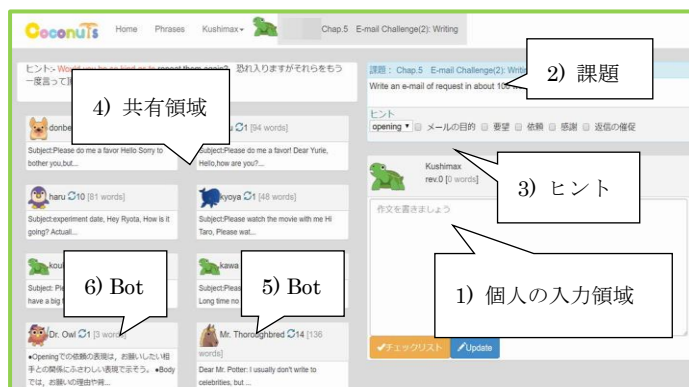 CoconuTs Home Phrases Kushimax Chap.5 E-mail Challenge(2): Writing
ヒント:- Would you be so kind as to repeat them again? 恐れ入りますがそれらをもう
一度言って
4) 共有領域
donbe
1 [94 words]
Subject:Please do me a favor Hello Sorry to
bother you,but...
Subject:Please do me a favor! Dear Yurie,
Hello,how are you?...
haru 10 [81 words]
Subject:experiment date, Hey Ryota, How is it
going? Actuall...
kyoya 1 [48 words]
Subject:Please watch the movie with me Hi
Taro, Please wat...
koui
Subject: Ple
have a big t
kawa
Subject:Pleas
Long time no
6) Bot
5) Bot
Dr. Owl 1 [3 w
●Openingでの依頼の表現は、お願いしたい相
手との関係にふさわしい表現で示そう。 ●Body
では、お願いの理由や発...
Mr. Thoroughbred 14 [136
words]
Dear Mr. Potter: I usually don't write to
celebrities, but ...
課題： Chap.5 E-mail Challenge(2): Writi
Write an e-mail of request in about 100 w
2) 課題
ヒント
opening メールの目的 要望 依頼 感謝 返信の催促
3) ヒント
Kushimax
rev.0 [0 words]
作文を置きましょう
1) 個人の入力領域
チェックリスト Update